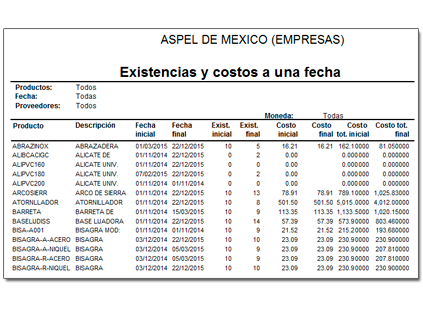 ASPEL DE MEXICO (EMPRESAS)
Existencias y costos a una fecha
Productos: Todos
Fecha: Todas
Proveedores: Todos
Moneda: Todas
Producto Descripción Fecha inicial Fecha final Exist. inicial Exist. final Costo inicial Costo final Costo tot. inicial Costo tot. final
ABRAZINOX ABRAZADERA 01/03/2015 22/12/2015 10 5 16.21 16.21 162.10000 81.050000
ALIBCACIGC ALICATE DE 01/11/2014 22/12/2015 0 2 0.00 0.000000 0.000000
ALIPVC160 ALICATE UNIV. 01/11/2014 22/12/2015 0 0 0.00 0.000000 0.000000
ALIPVC180 ALICATE UNIV. 07/02/2015 22/12/2015 0 2 0.00 0.000000 0.000000
ALIPVC200 ALICATE UNIV. 01/11/2014 01/11/2014 0 0 0.00 0.000000 0.000000
ARCOSIERR ARCO DE SIERRA 01/11/2014 22/12/2015 10 13 78.91 78.91 789.10000 1,025.83000
ATORNILLADOR ATORNILLADOR 01/11/2014 22/12/2015 10 8 501.50 501.50 5,015.0000 4,012.00000
BARRETA BARRETA DE 01/11/2014 15/03/2015 10 9 113.35 113.35 1,133.5000 1,020.15000
BASELUDISS BASE LIJADORA 01/11/2014 22/12/2015 10 14 57.39 57.39 573.90000 803.460000
BISA-A001 BISAGRA MOD: 01/11/2014 01/11/2014 10 9 21.52 21.52 215.20000 193.680000
BISAGRA-A-ACERO BISAGRA 03/12/2014 22/12/2015 10 10 23.09 23.09 230.90000 230.900000
BISAGRA-A-NIQUEL BISAGRA 03/12/2014 05/03/2015 10 9 23.09 23.09 230.90000 207.810000
BISAGRA-R-ACERO BISAGRA 03/12/2014 05/03/2015 10 9 23.09 23.09 230.90000 207.810000
BISAGRA-R-NIQUEL BISAGRA 03/12/2014 22/12/2015 10 10 23.09 23.09 230.90000 230.900000